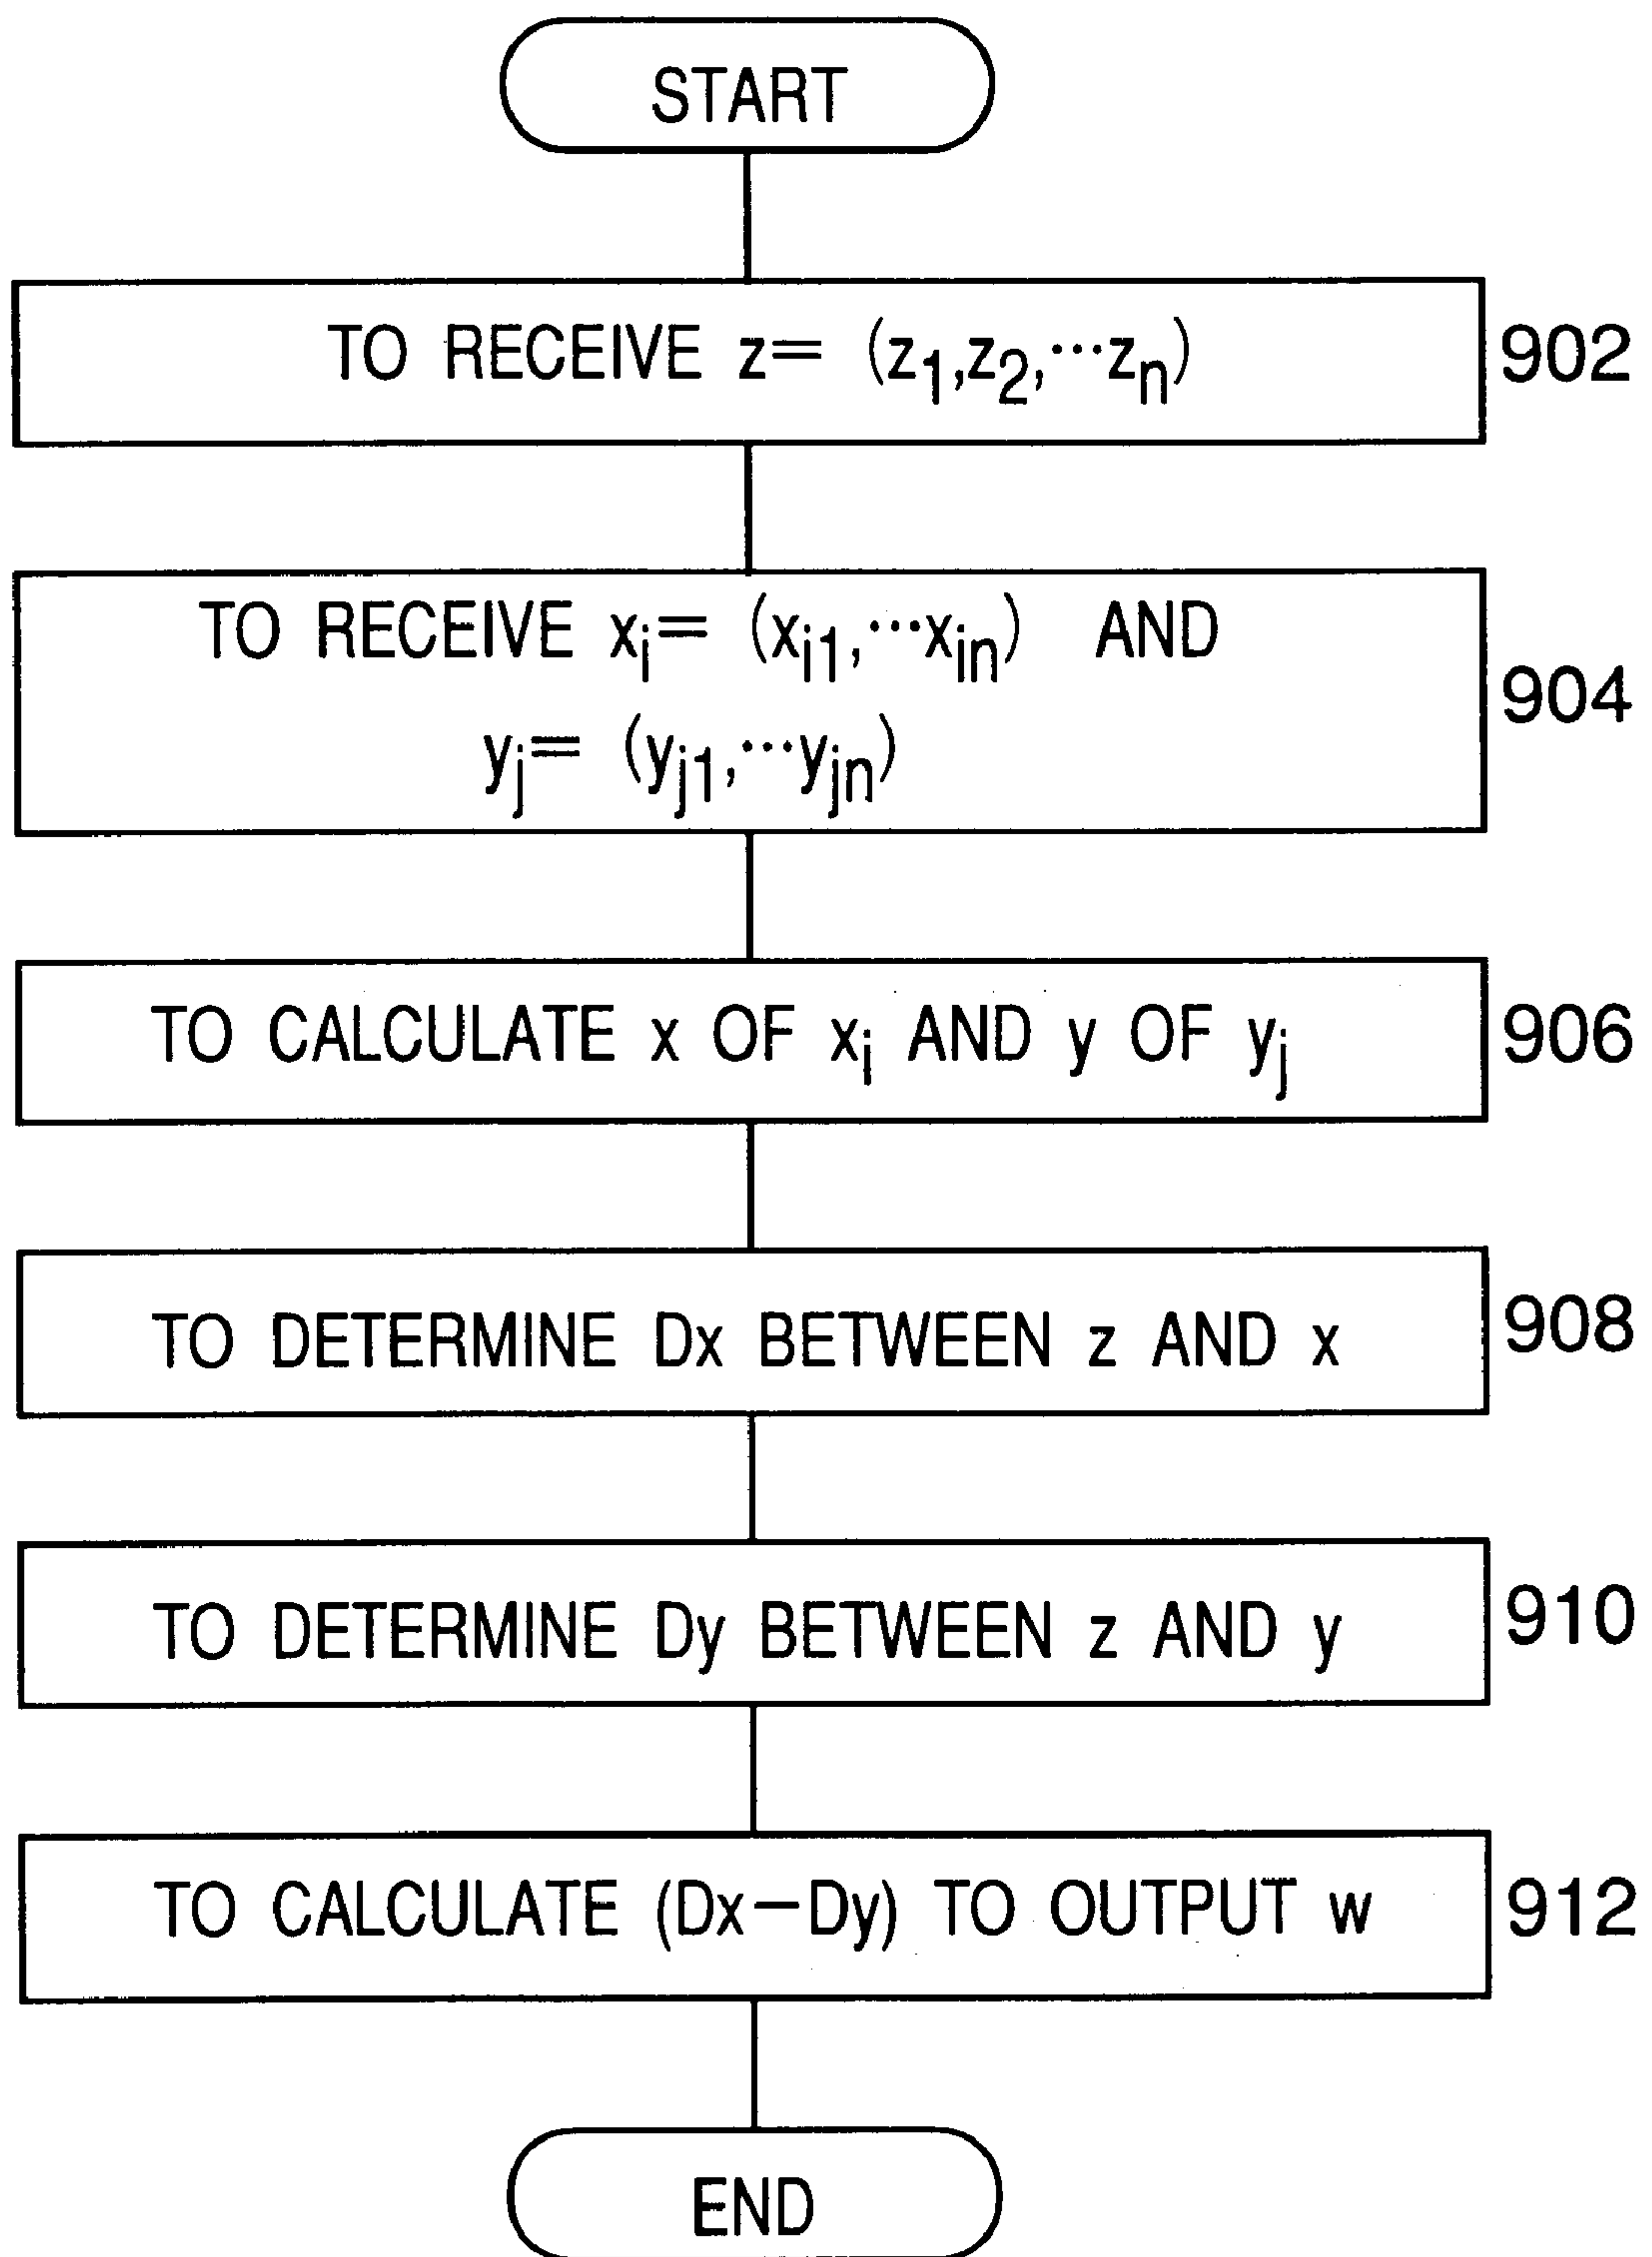 START
TO RECEIVE z= (z1,z2,···zn)
902
TO RECEIVE xi= (xi1,···xin) AND
yj= (yj1,···yjn)
904
TO CALCULATE x OF xi AND y OF yj
906
TO DETERMINE Dx BETWEEN z AND x
908
TO DETERMINE Dy BETWEEN z AND y
910
TO CALCULATE (Dx−Dy) TO OUTPUT w
912
END